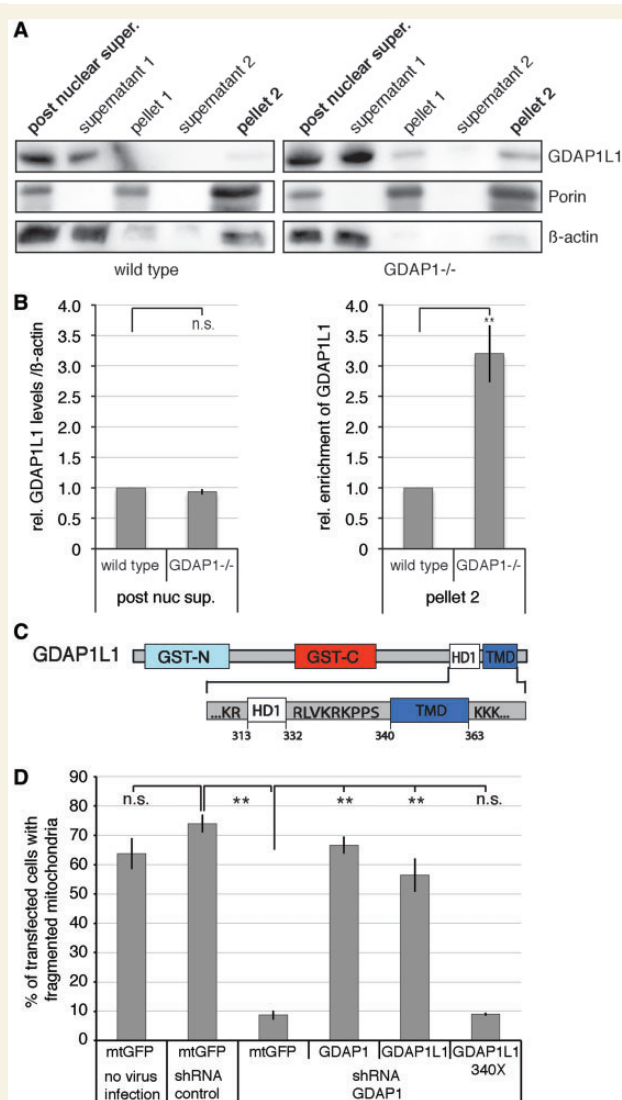 A
post nuclear super.
supernatant 1
pellet 1
supernatant 2
pellet 2
post nuclear super.
supernatant 1
pellet 1
supernatant 2
pellet 2
GDAP1L1
Porin
ß-actin
wild type
GDAP1-/-
B
rel. GDAP1L1 levels /ß-actin
4.0
3.5
3.0
2.5
2.0
1.5
1.0
0.5
0
n.s.
wild type
GDAP1-/-
post nuc sup.
rel. enrichment of GDAP1L1
4.0
3.5
3.0
2.5
2.0
1.5
1.0
0.5
0
**
wild type
GDAP1-/-
pellet 2
C
GDAP1L1
GST-N
GST-C
HD1
TMD
...KR
HD1
RLVKRKPPS
TMD
KKK...
313
332
340
363
D
% of transfected cells with
fragmented mitochondria
90
80
70
60
50
40
30
20
10
0
n.s.
**
**
**
n.s.
mtGFP
mtGFP
mtGFP
GDAP1
GDAP1L1
GDAP1L1
340X
no virus
infection
shRNA
control
shRNA
GDAP1